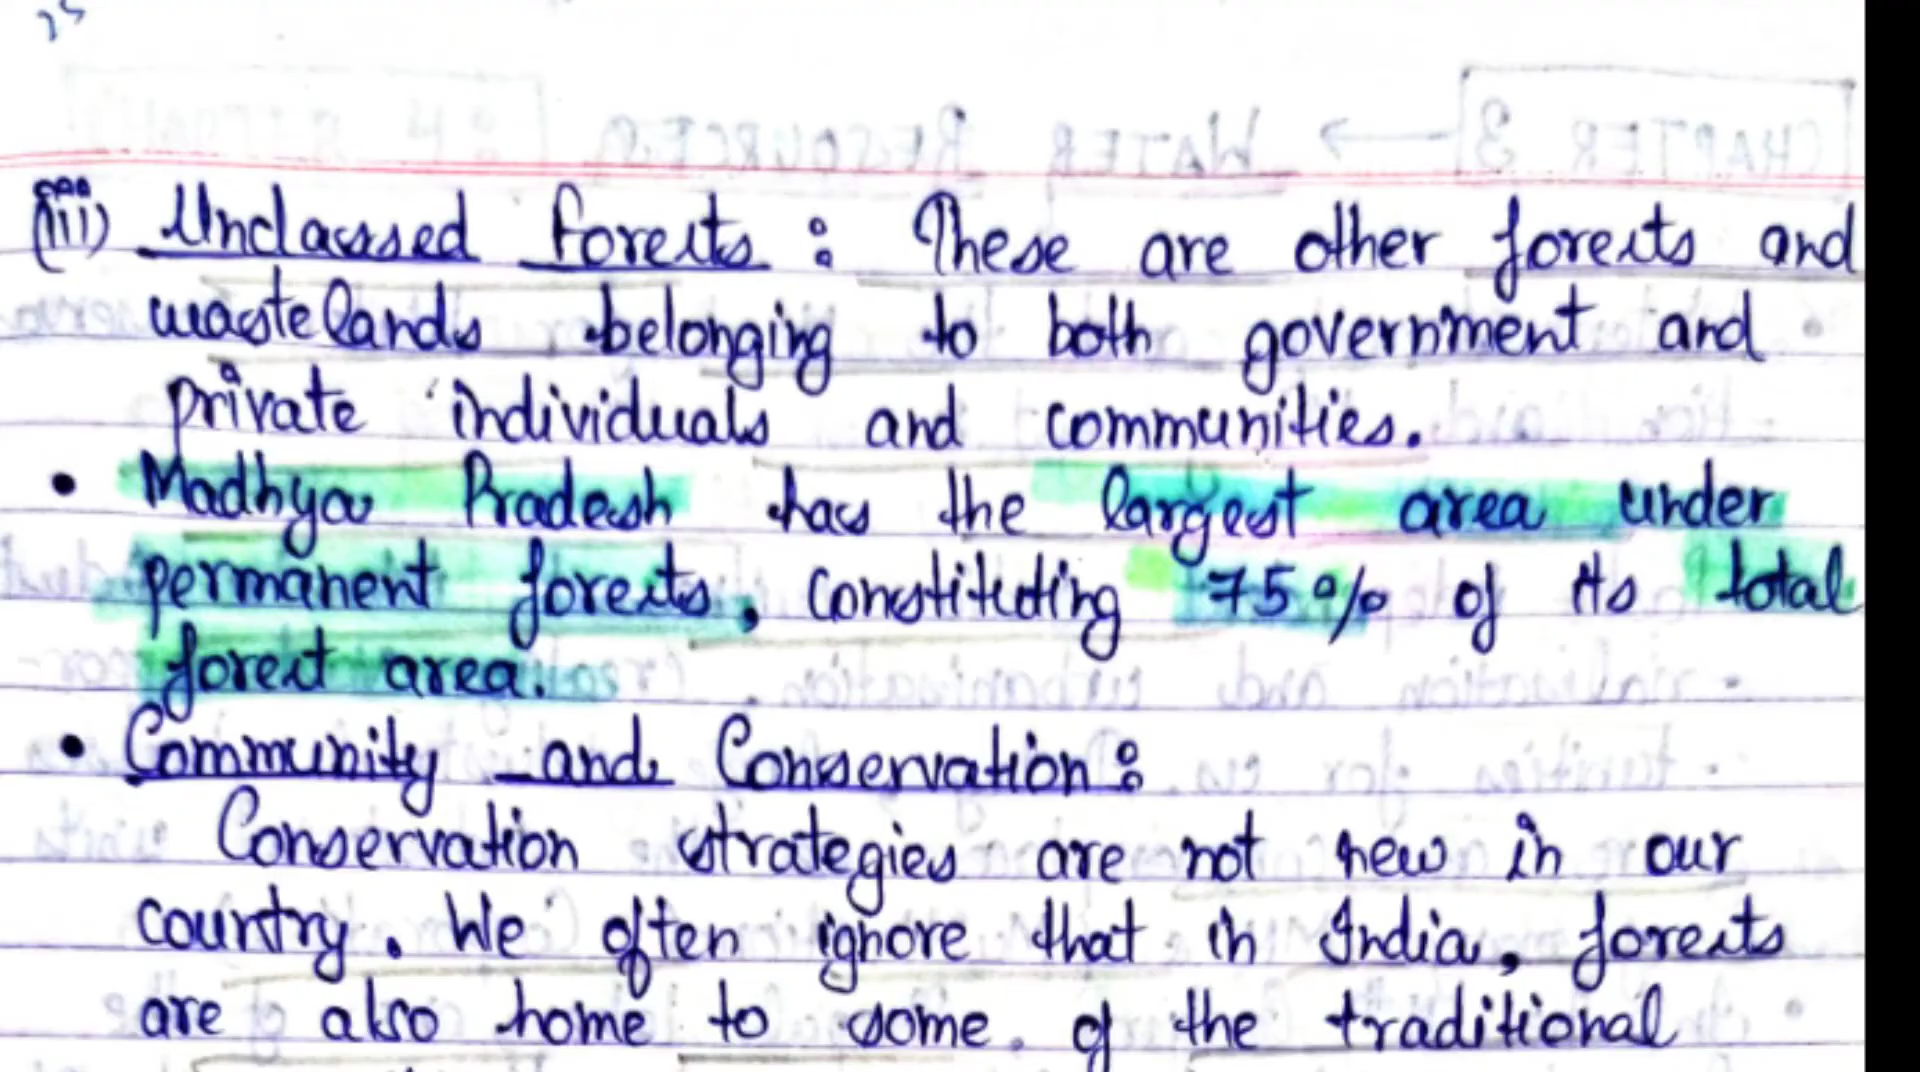 25
(iii) Unclassed Forests : These are other forests and
wastelands belonging to both government and
private individuals and communities.
• Madhya Pradesh has the largest area under
permanent forests, constituting 75% of its total
forest area.
• Community and Conservation :
Conservation strategies are not new in our
country. We often ignore that in India, forests
are also home to some of the traditional